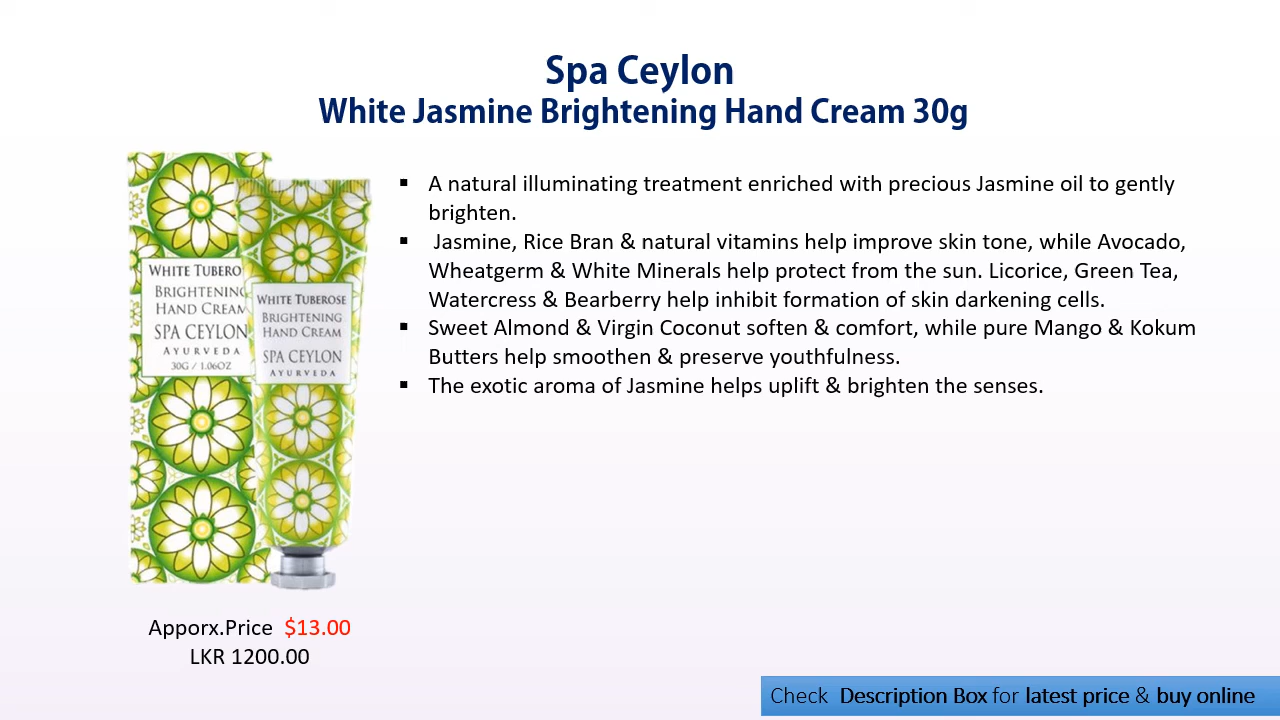 Spa Ceylon
White Jasmine Brightening Hand Cream 30g
WHITE TUBERO
BRIGHTENING
HAND CREAM
SPA CEYLON
AYURVEDA
30G / 1.06OZ
WHITE TUBEROSE
BRIGHTENING
HAND CREAM
SPA CEYLON
AYURVEDA
▪ A natural illuminating treatment enriched with precious Jasmine oil to gently
brighten.
▪ Jasmine, Rice Bran & natural vitamins help improve skin tone, while Avocado,
Wheatgerm & White Minerals help protect from the sun. Licorice, Green Tea,
Watercress & Bearberry help inhibit formation of skin darkening cells.
▪ Sweet Almond & Virgin Coconut soften & comfort, while pure Mango & Kokum
Butters help smoothen & preserve youthfulness.
▪ The exotic aroma of Jasmine helps uplift & brighten the senses.
Apporx.Price $13.00
LKR 1200.00
Check Description Box for latest price & buy online